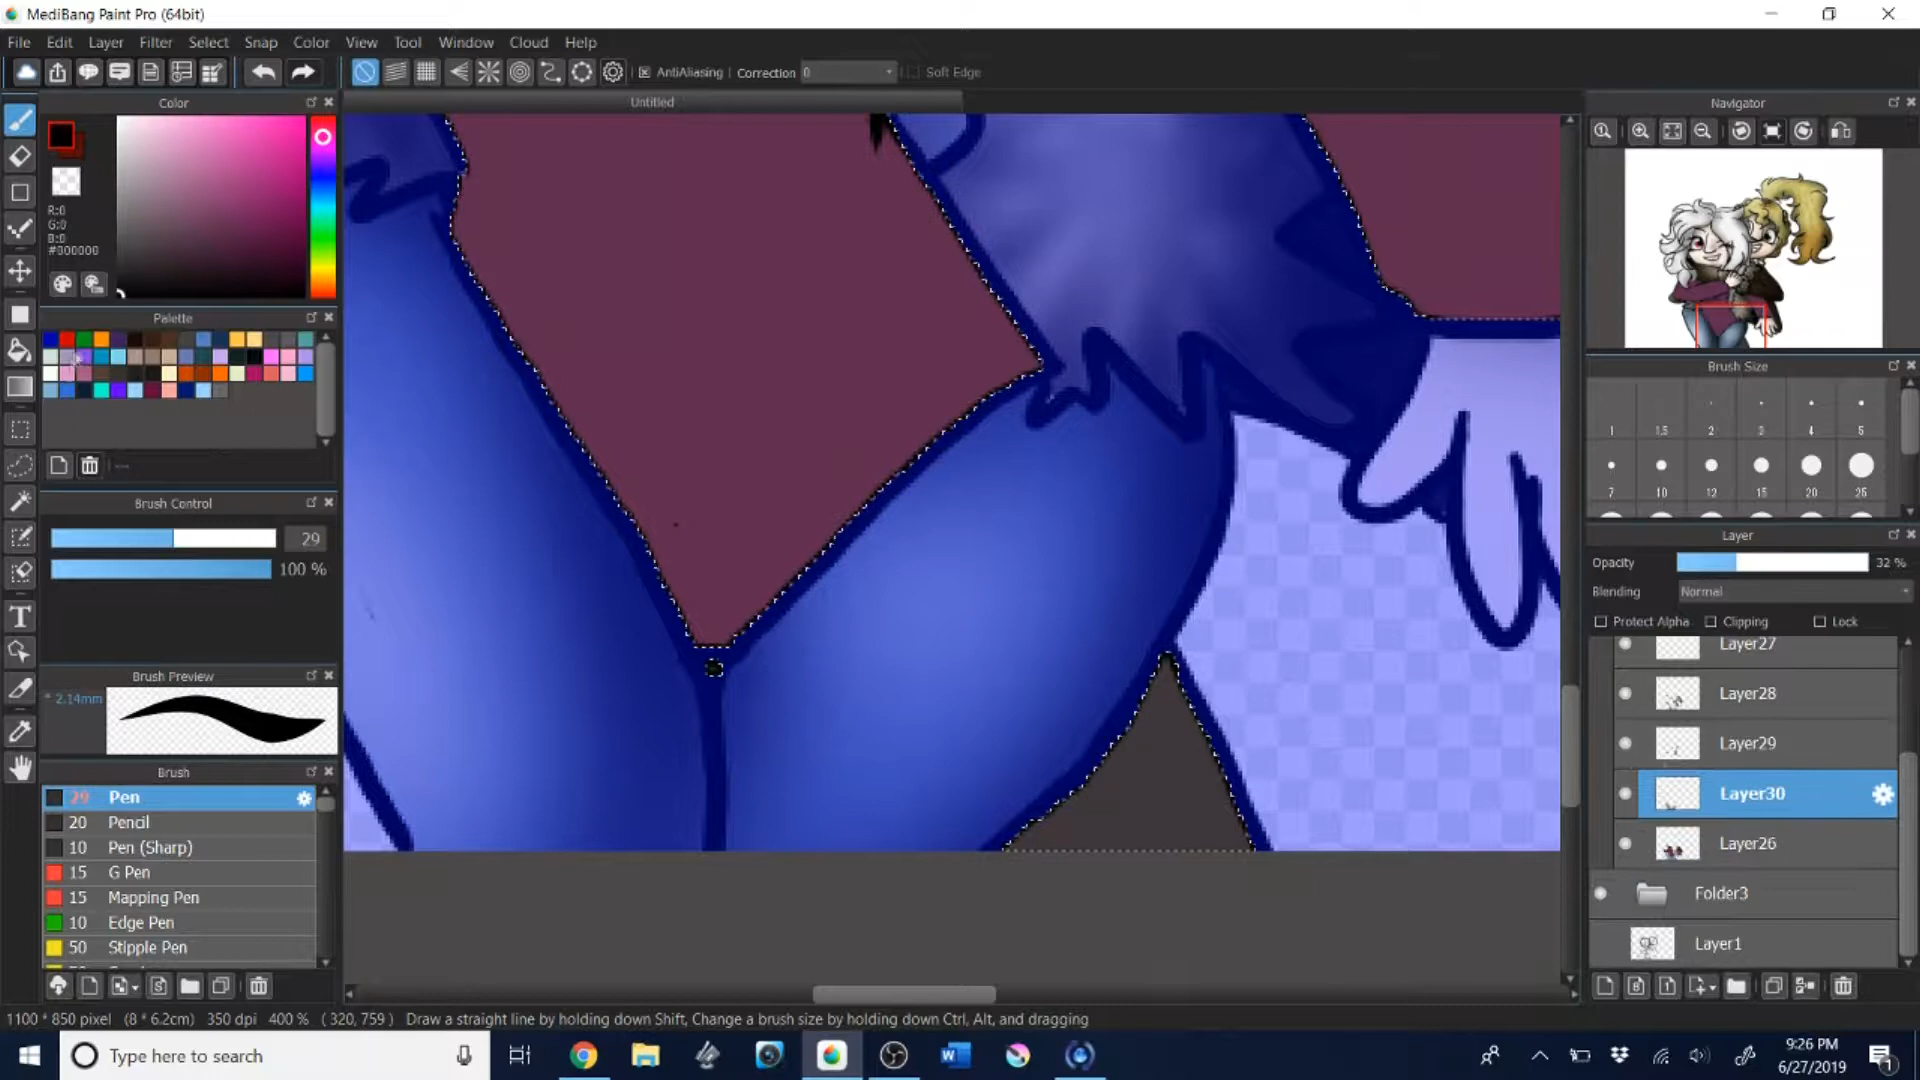 MediBang Paint Pro (64bit)
File Edit Layer Filter Select Snap Color View Tool Window Cloud Help
AntiAliasing Correction 0 Soft Edge
Color
R:0
G:0
B:0
#000000
Palette
Brush Control
29
100 %
Brush Preview
* 2.14mm
Brush
29 Pen
20 Pencil
10 Pen (Sharp)
15 G Pen
15 Mapping Pen
10 Edge Pen
50 Stipple Pen
Untitled
Navigator
Brush Size
1 1.5 2 3 4 5
7 10 12 15 20 25
Layer
Opacity 32 %
Blending Normal
Protect Alpha Clipping Lock
Layer27
Layer28
Layer29
Layer30
Layer26
Folder3
Layer1
1100 * 850 pixel (8 * 6.2cm) 350 dpi 400 % ( 320, 759 ) Draw a straight line by holding down Shift, Change a brush size by holding down Ctrl, Alt, and dragging
Type here to search
9:26 PM
6/27/2019
1